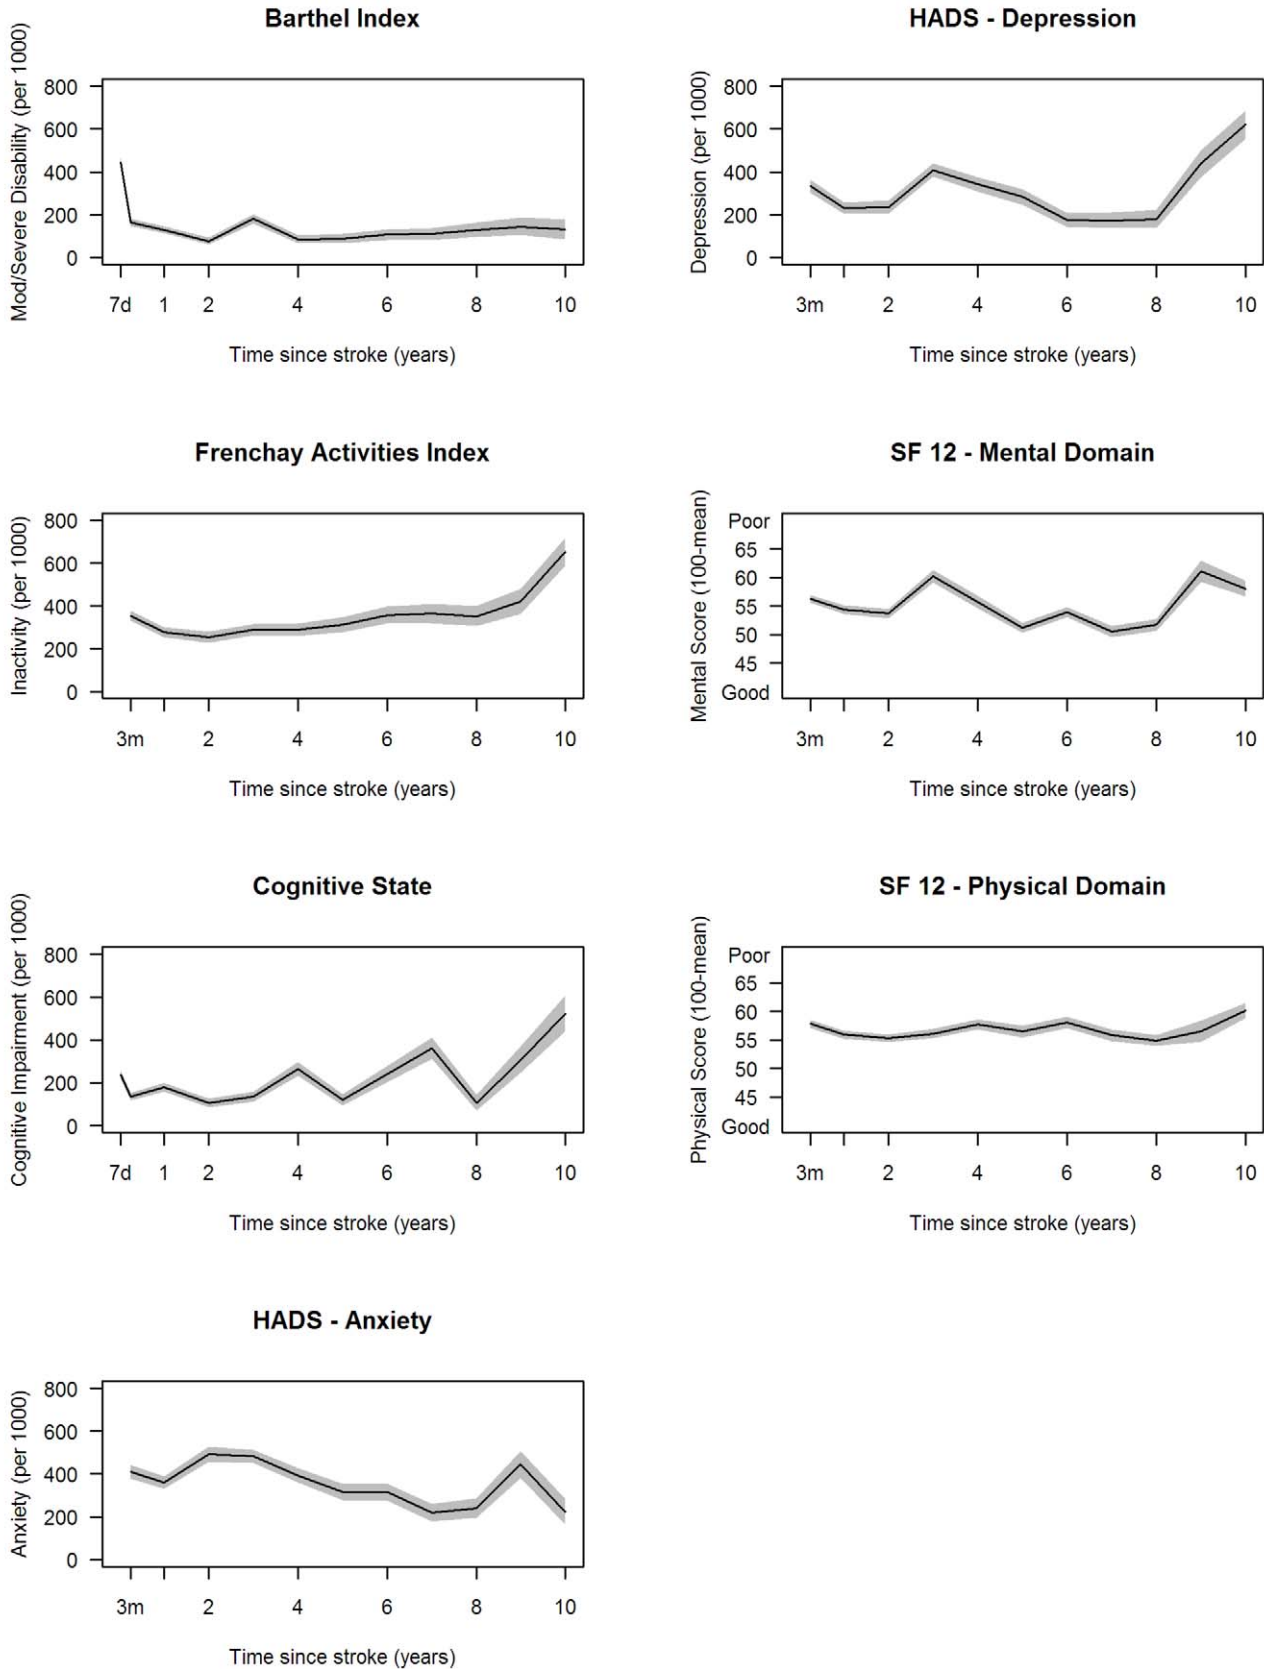 Barthel Index
Mod/Severe Disability (per 1000)
800
600
400
200
0
7d 1 2 4 6 8 10
Time since stroke (years)
HADS - Depression
Depression (per 1000)
800
600
400
200
0
3m 2 4 6 8 10
Time since stroke (years)
Frenchay Activities Index
Inactivity (per 1000)
800
600
400
200
0
3m 2 4 6 8 10
Time since stroke (years)
SF 12 - Mental Domain
Mental Score (100-mean)
Poor
65
60
55
50
45
Good
3m 2 4 6 8 10
Time since stroke (years)
Cognitive State
Cognitive Impairment (per 1000)
800
600
400
200
0
7d 1 2 4 6 8 10
Time since stroke (years)
SF 12 - Physical Domain
Physical Score (100-mean)
Poor
65
60
55
50
45
Good
3m 2 4 6 8 10
Time since stroke (years)
HADS - Anxiety
Anxiety (per 1000)
800
600
400
200
0
3m 2 4 6 8 10
Time since stroke (years)